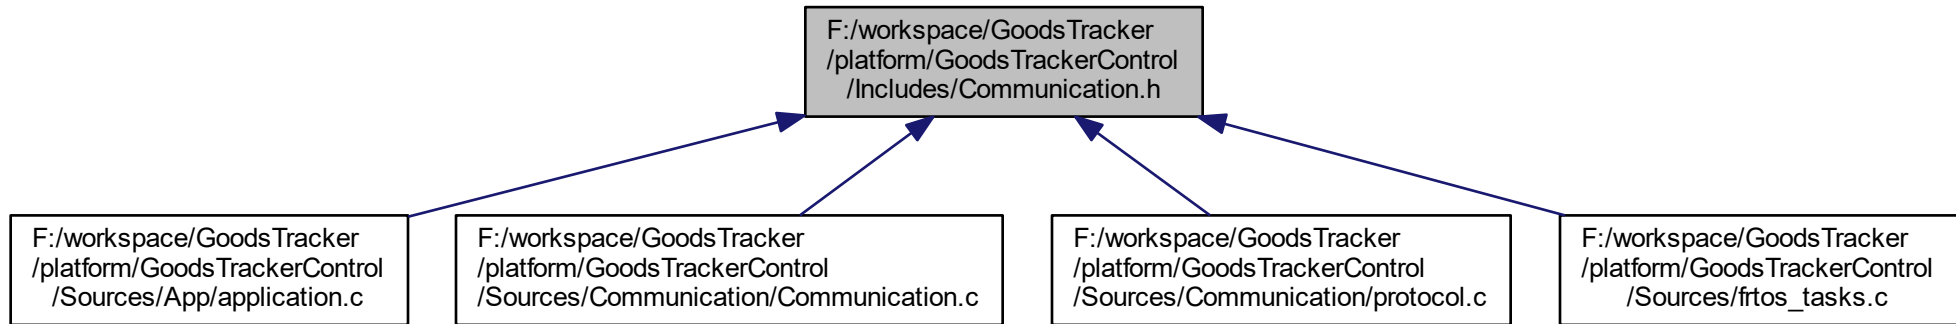 F:/workspace/GoodsTracker
/platform/GoodsTrackerControl
/Includes/Communication.h
F:/workspace/GoodsTracker
/platform/GoodsTrackerControl
/Sources/App/application.c
F:/workspace/GoodsTracker
/platform/GoodsTrackerControl
/Sources/Communication/Communication.c
F:/workspace/GoodsTracker
/platform/GoodsTrackerControl
/Sources/Communication/protocol.c
F:/workspace/GoodsTracker
/platform/GoodsTrackerControl
/Sources/frtos_tasks.c